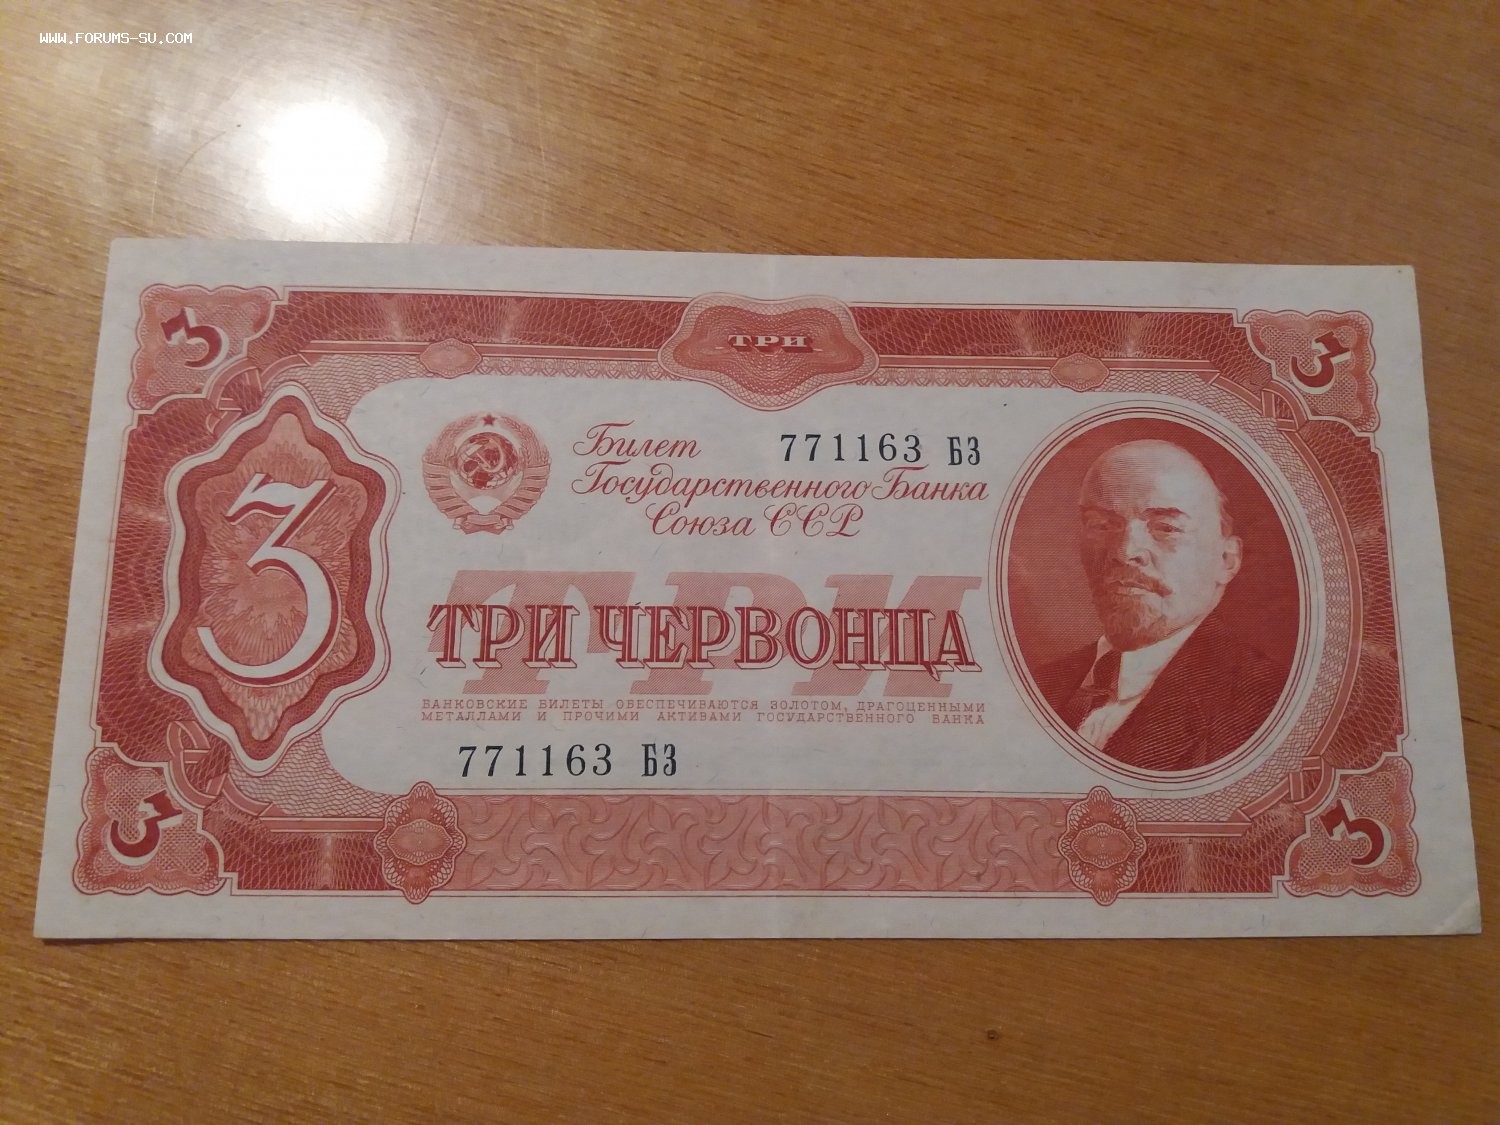 WWW.FORUMS-SU.COM
3
ТРИ
3
Билет
771163 БЗ
Государственного Банка
Союза ССР
3
ТРИ
ТРИ ЧЕРВОНЦА
БАНКОВСКИЕ БИЛЕТЫ ОБЕСПЕЧИВАЮТСЯ ЗОЛОТОМ, ДРАГОЦЕННЫМИ
МЕТАЛЛАМИ И ПРОЧИМИ АКТИВАМИ ГОСУДАРСТВЕННОГО БАНКА
771163 БЗ
3
3